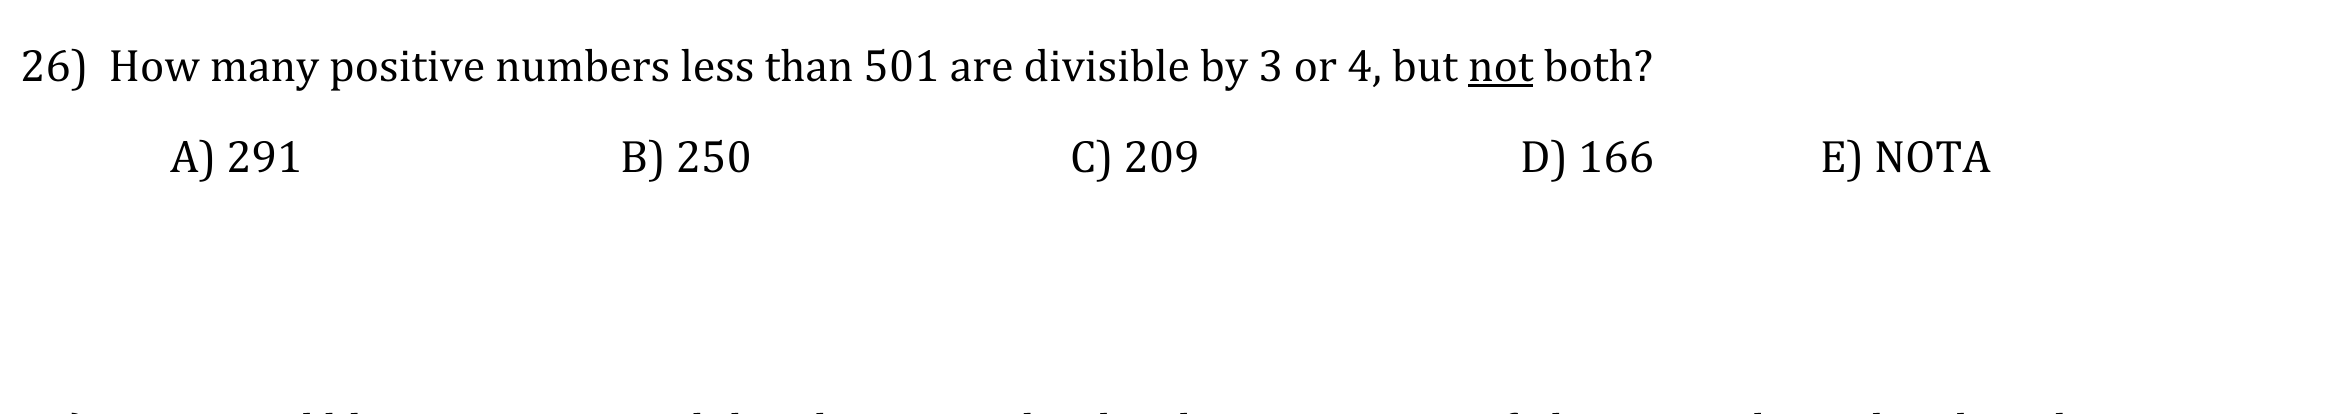 26) How many positive numbers less than 501 are divisible by 3 or 4, but not both?
A) 291 B) 250 C) 209 D) 166 E) NOTA